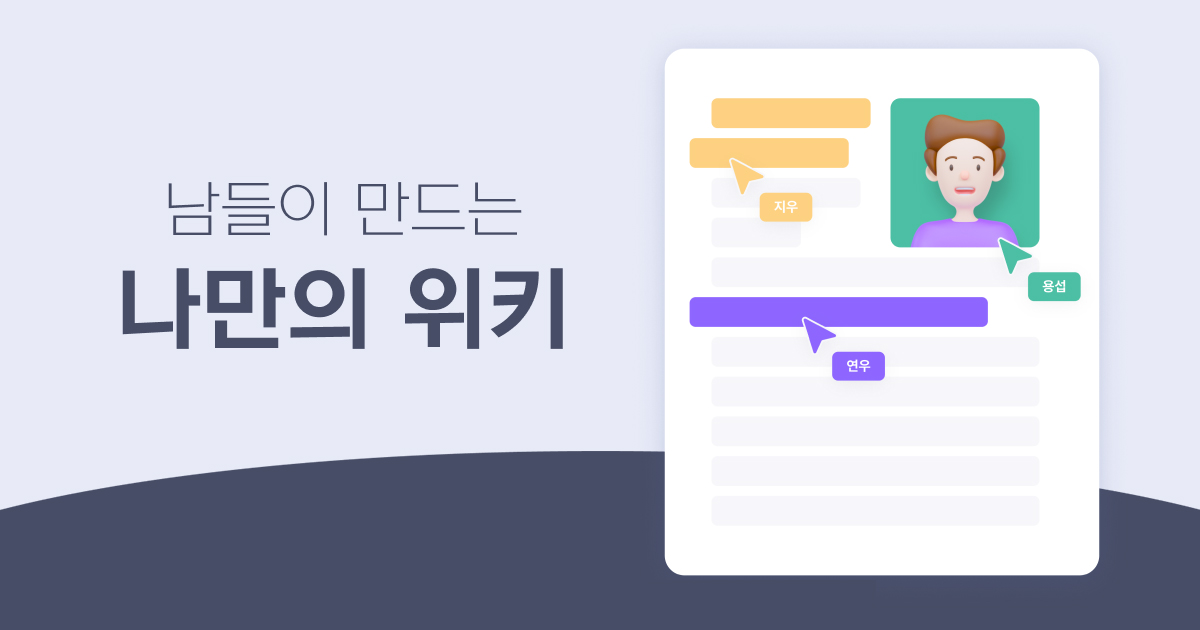 남들이 만드는
나만의 위키
지우
용섭
연우